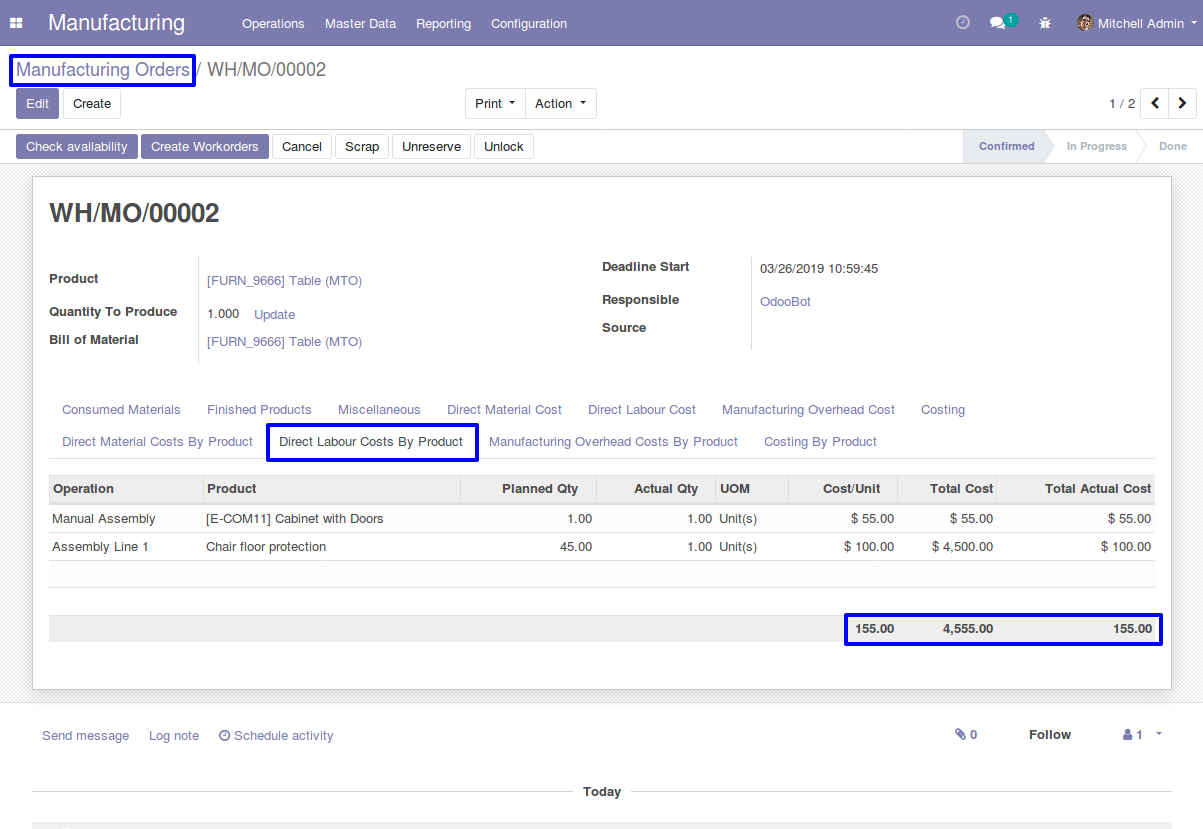 Manufacturing Operations Master Data Reporting Configuration 1 Mitchell Admin
Manufacturing Orders / WH/MO/00002
Edit Create Print Action 1 / 2
Check availability Create Workorders Cancel Scrap Unreserve Unlock Confirmed In Progress Done
WH/MO/00002
Product [FURN_9666] Table (MTO)
Quantity To Produce 1.000 Update
Bill of Material [FURN_9666] Table (MTO)
Deadline Start 03/26/2019 10:59:45
Responsible OdooBot
Source
Consumed Materials Finished Products Miscellaneous Direct Material Cost Direct Labour Cost Manufacturing Overhead Cost Costing
Direct Material Costs By Product Direct Labour Costs By Product Manufacturing Overhead Costs By Product Costing By Product
Operation Product Planned Qty Actual Qty UOM Cost/Unit Total Cost Total Actual Cost
Manual Assembly [E-COM11] Cabinet with Doors 1.00 1.00 Unit(s) $ 55.00 $ 55.00 $ 55.00
Assembly Line 1 Chair floor protection 45.00 1.00 Unit(s) $ 100.00 $ 4,500.00 $ 100.00
155.00 4,555.00 155.00
Send message Log note Schedule activity 0 Follow 1
Today